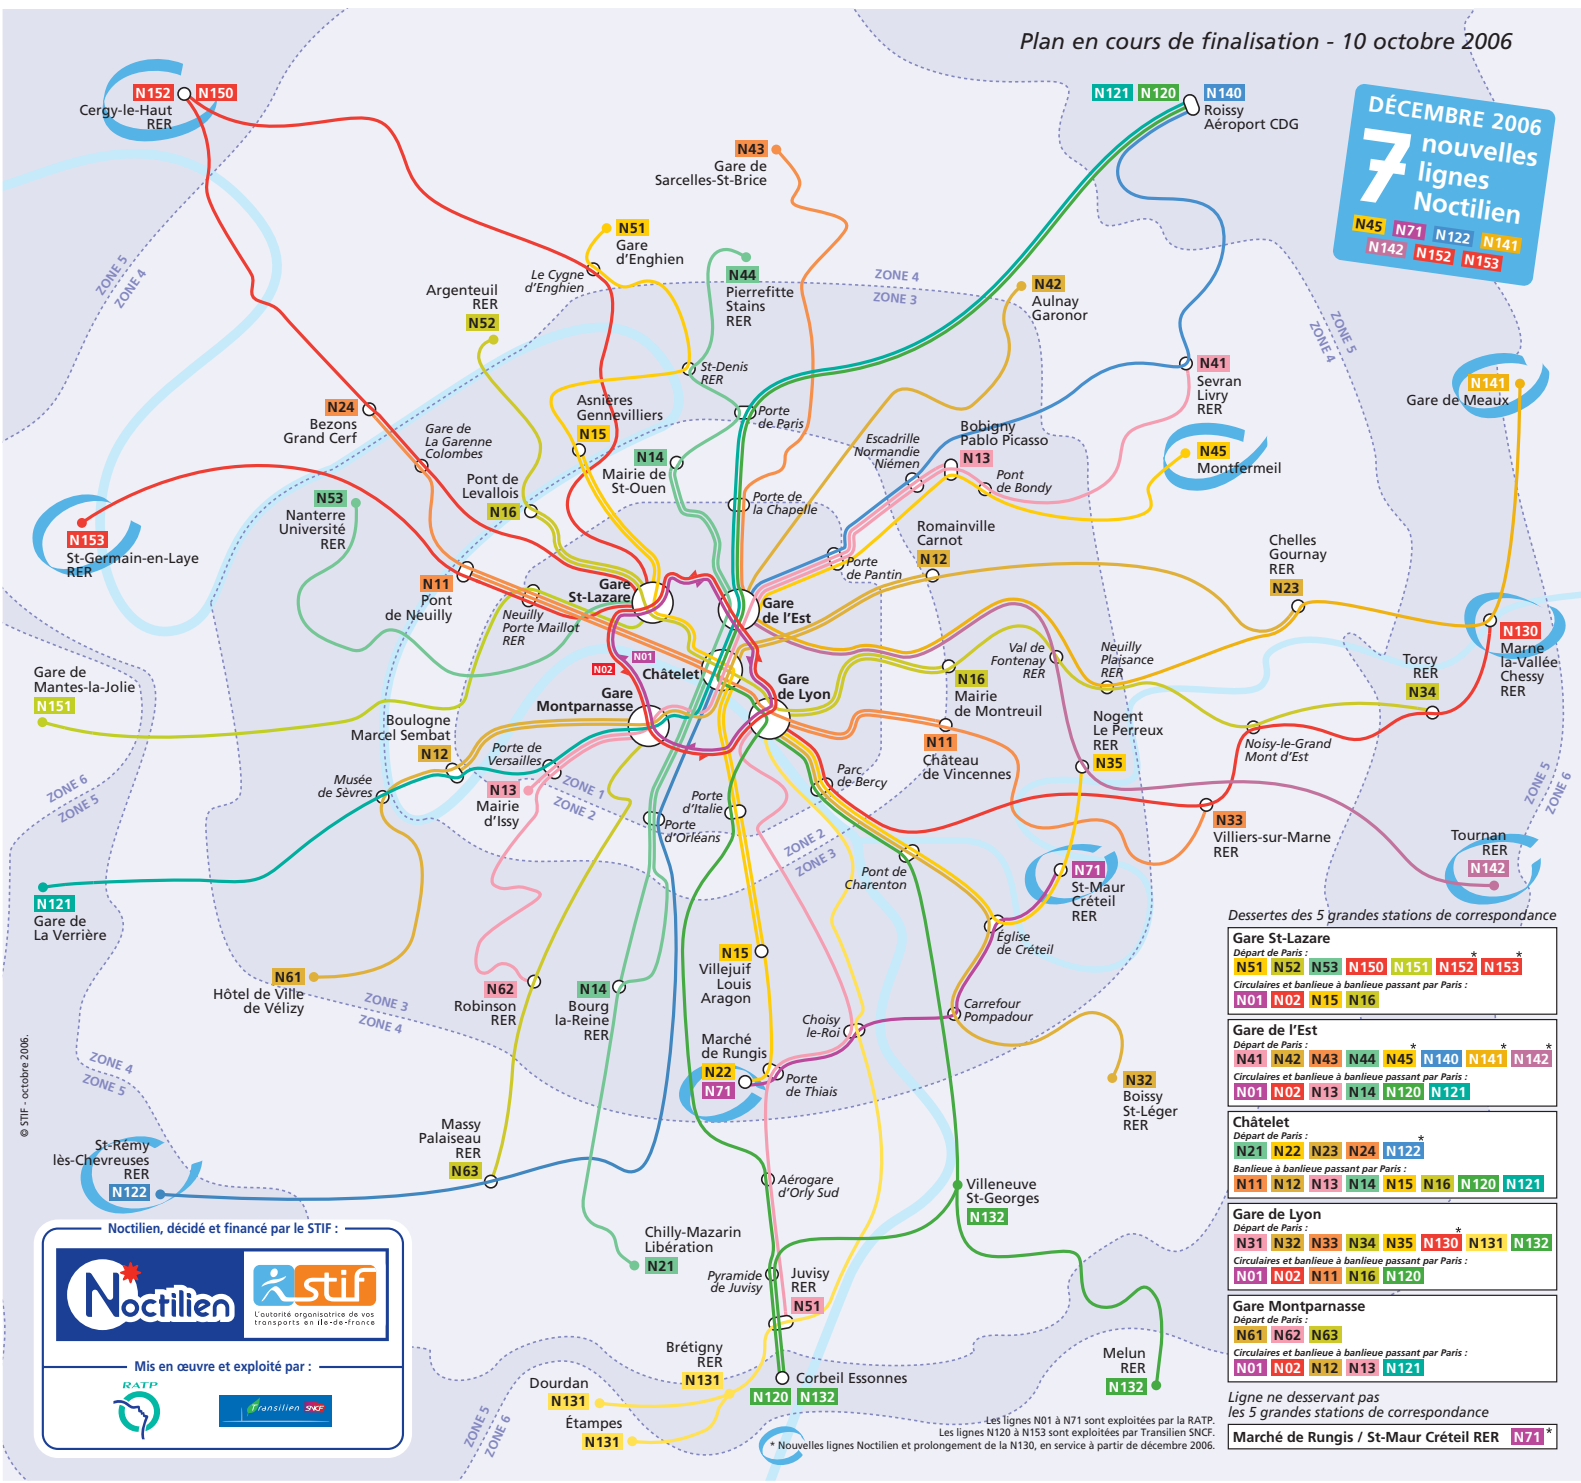 Plan en cours de finalisation - 10 octobre 2006
DÉCEMBRE 2006
7 nouvelles
lignes
Noctilien
N45 N71 N122 N141
N142 N152 N153
N152 N150
Cergy-le-Haut
RER
N121 N120 N140
Roissy
Aéroport CDG
N43
Gare de
Sarcelles-St-Brice
N51
Gare
d'Enghien
Le Cygne
d'Enghien
N44
Pierrefitte
Stains
RER
ZONE 5
ZONE 4
ZONE 4
ZONE 3
N42
Aulnay
Garonor
ZONE 5
ZONE 4
Argenteuil
RER
N52
St-Denis
RER
N41
Sevran
Livry
RER
N141
Gare de Meaux
N24
Bezons
Grand Cerf
Gare de
La Garenne
Colombes
Asnières
Gennevilliers
N15
Porte
de Paris
Escadrille
Normandie
Niémen
Bobigny
Pablo Picasso
N13
N45
Montfermeil
N14
Mairie de
St-Ouen
Pont de
Levallois
N16
Pont
de Bondy
N53
Nanterre
Université
RER
Porte de
la Chapelle
N153
St-Germain-en-Laye
RER
Romainville
Carnot
N12
Porte
de Pantin
Chelles
Gournay
RER
N23
N11
Pont
de Neuilly
Neuilly
Porte Maillot
RER
Gare
St-Lazare
Gare
de l'Est
N130
Marne
la-Vallée
Chessy
RER
N01
N02
Châtelet
Gare
Montparnasse
Gare
de Lyon
Val de
Fontenay
RER
Neuilly
Plaisance
RER
Torcy
RER
N34
N16
Mairie
de Montreuil
Gare de
Mantes-la-Jolie
N151
Boulogne
Marcel Sembat
N12
Porte de
Versailles
N11
Château
de Vincennes
Nogent
Le Perreux
RER
N35
Noisy-le-Grand
Mont d'Est
Musée
de Sèvres
N13
Mairie
d'Issy
ZONE 1
ZONE 2
Parc
de Bercy
Porte
d'Italie
Porte
d'Orléans
ZONE 6
ZONE 5
ZONE 5
ZONE 6
ZONE 2
ZONE 3
N33
Villiers-sur-Marne
RER
Tournan
RER
N142
Pont de
Charenton
N71
St-Maur
Créteil
RER
N121
Gare de
La Verrière
Église
de Créteil
N15
Villejuif
Louis
Aragon
N61
Hôtel de Ville
de Vélizy
N62
Robinson
RER
N14
Bourg
la-Reine
RER
ZONE 3
ZONE 4
Choisy
le-Roi
Carrefour
Pompadour
Marché
de Rungis
N22
N71
Porte
de Thiais
N32
Boissy
St-Léger
RER
ZONE 4
ZONE 5
© STIF - octobre 2006.
Massy
Palaiseau
RER
N63
St-Rémy
lès-Chevreuses
RER
N122
Aérogare
d'Orly Sud
Villeneuve
St-Georges
N132
Chilly-Mazarin
Libération
N21
Pyramide
de Juvisy
Juvisy
RER
N51
Brétigny
RER
N131
Dourdan
N131
Étampes
N131
Corbeil Essonnes
N120 N132
Melun
RER
N132
ZONE 5
ZONE 6
Dessertes des 5 grandes stations de correspondance
Gare St-Lazare
Départ de Paris :
N51 N52 N53 N150 N151 N152* N153*
Circulaires et banlieue à banlieue passant par Paris :
N01 N02 N15 N16
Gare de l'Est
Départ de Paris :
N41 N42 N43 N44 N45* N140 N141* N142*
Circulaires et banlieue à banlieue passant par Paris :
N01 N02 N13 N14 N120 N121
Châtelet
Départ de Paris :
N21 N22 N23 N24 N122*
Banlieue à banlieue passant par Paris :
N11 N12 N13 N14 N15 N16 N120 N121
Gare de Lyon
Départ de Paris :
N31 N32 N33 N34 N35 N130* N131 N132
Circulaires et banlieue à banlieue passant par Paris :
N01 N02 N11 N16 N120
Gare Montparnasse
Départ de Paris :
N61 N62 N63
Circulaires et banlieue à banlieue passant par Paris :
N01 N02 N12 N13 N121
Ligne ne desservant pas
les 5 grandes stations de correspondance
Marché de Rungis / St-Maur Créteil RER N71*
Les lignes N01 à N71 sont exploitées par la RATP.
Les lignes N120 à N153 sont exploitées par Transilien SNCF.
* Nouvelles lignes Noctilien et prolongement de la N130, en service à partir de décembre 2006.
Noctilien, décidé et financé par le STIF :
Noctilien
stif
L'autorité organisatrice de vos
transports en île-de-france
Mis en œuvre et exploité par :
RATP
Transilien SNCF